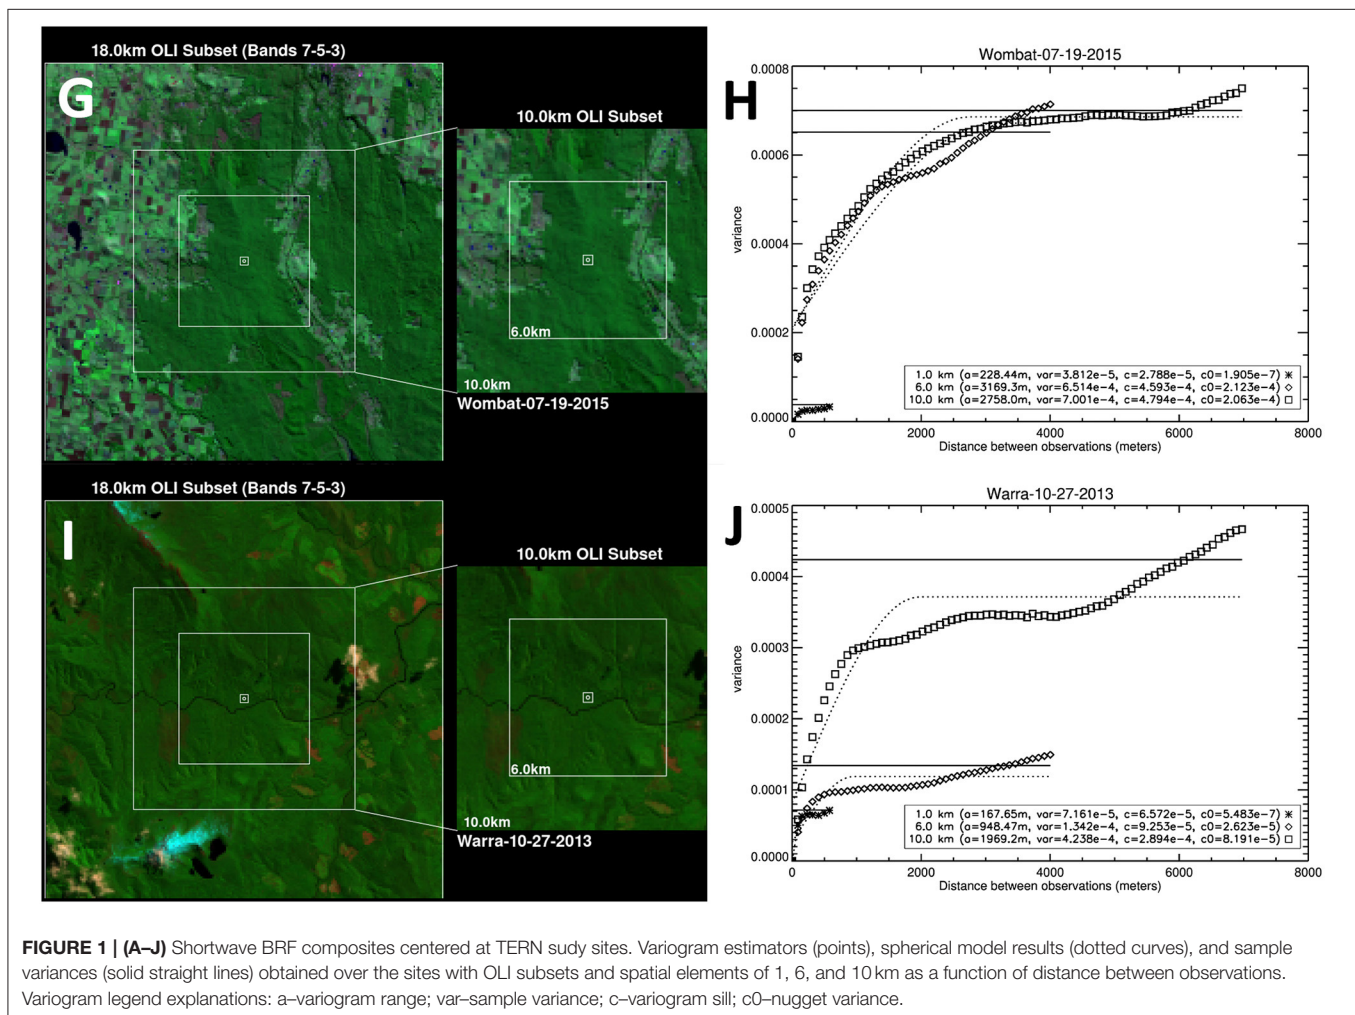 G
18.0km OLI Subset (Bands 7-5-3)
10.0km OLI Subset
6.0km
10.0km
Wombat-07-19-2015
H
Wombat-07-19-2015
0.0008
0.0006
0.0004
0.0002
0.0000
variance
1.0 km (a=228.44m, var=3.812e-5, c=2.788e-5, c0=1.905e-7)
6.0 km (a=3169.3m, var=6.514e-4, c=4.593e-4, c0=2.123e-4)
10.0 km (a=2758.0m, var=7.001e-4, c=4.794e-4, c0=2.063e-4)
0 2000 4000 6000 8000
Distance between observations (meters)
I
18.0km OLI Subset (Bands 7-5-3)
10.0km OLI Subset
6.0km
10.0km
Warra-10-27-2013
J
Warra-10-27-2013
0.0005
0.0004
0.0003
0.0002
0.0001
0.0000
variance
1.0 km (a=167.65m, var=7.161e-5, c=6.572e-5, c0=5.483e-7)
6.0 km (a=948.47m, var=1.342e-4, c=9.253e-5, c0=2.623e-5)
10.0 km (a=1969.2m, var=4.238e-4, c=2.894e-4, c0=8.191e-5)
0 2000 4000 6000 8000
Distance between observations (meters)
FIGURE 1 | (A–J) Shortwave BRF composites centered at TERN sudy sites. Variogram estimators (points), spherical model results (dotted curves), and sample
variances (solid straight lines) obtained over the sites with OLI subsets and spatial elements of 1, 6, and 10 km as a function of distance between observations.
Variogram legend explanations: a–variogram range; var–sample variance; c–variogram sill; c0–nugget variance.